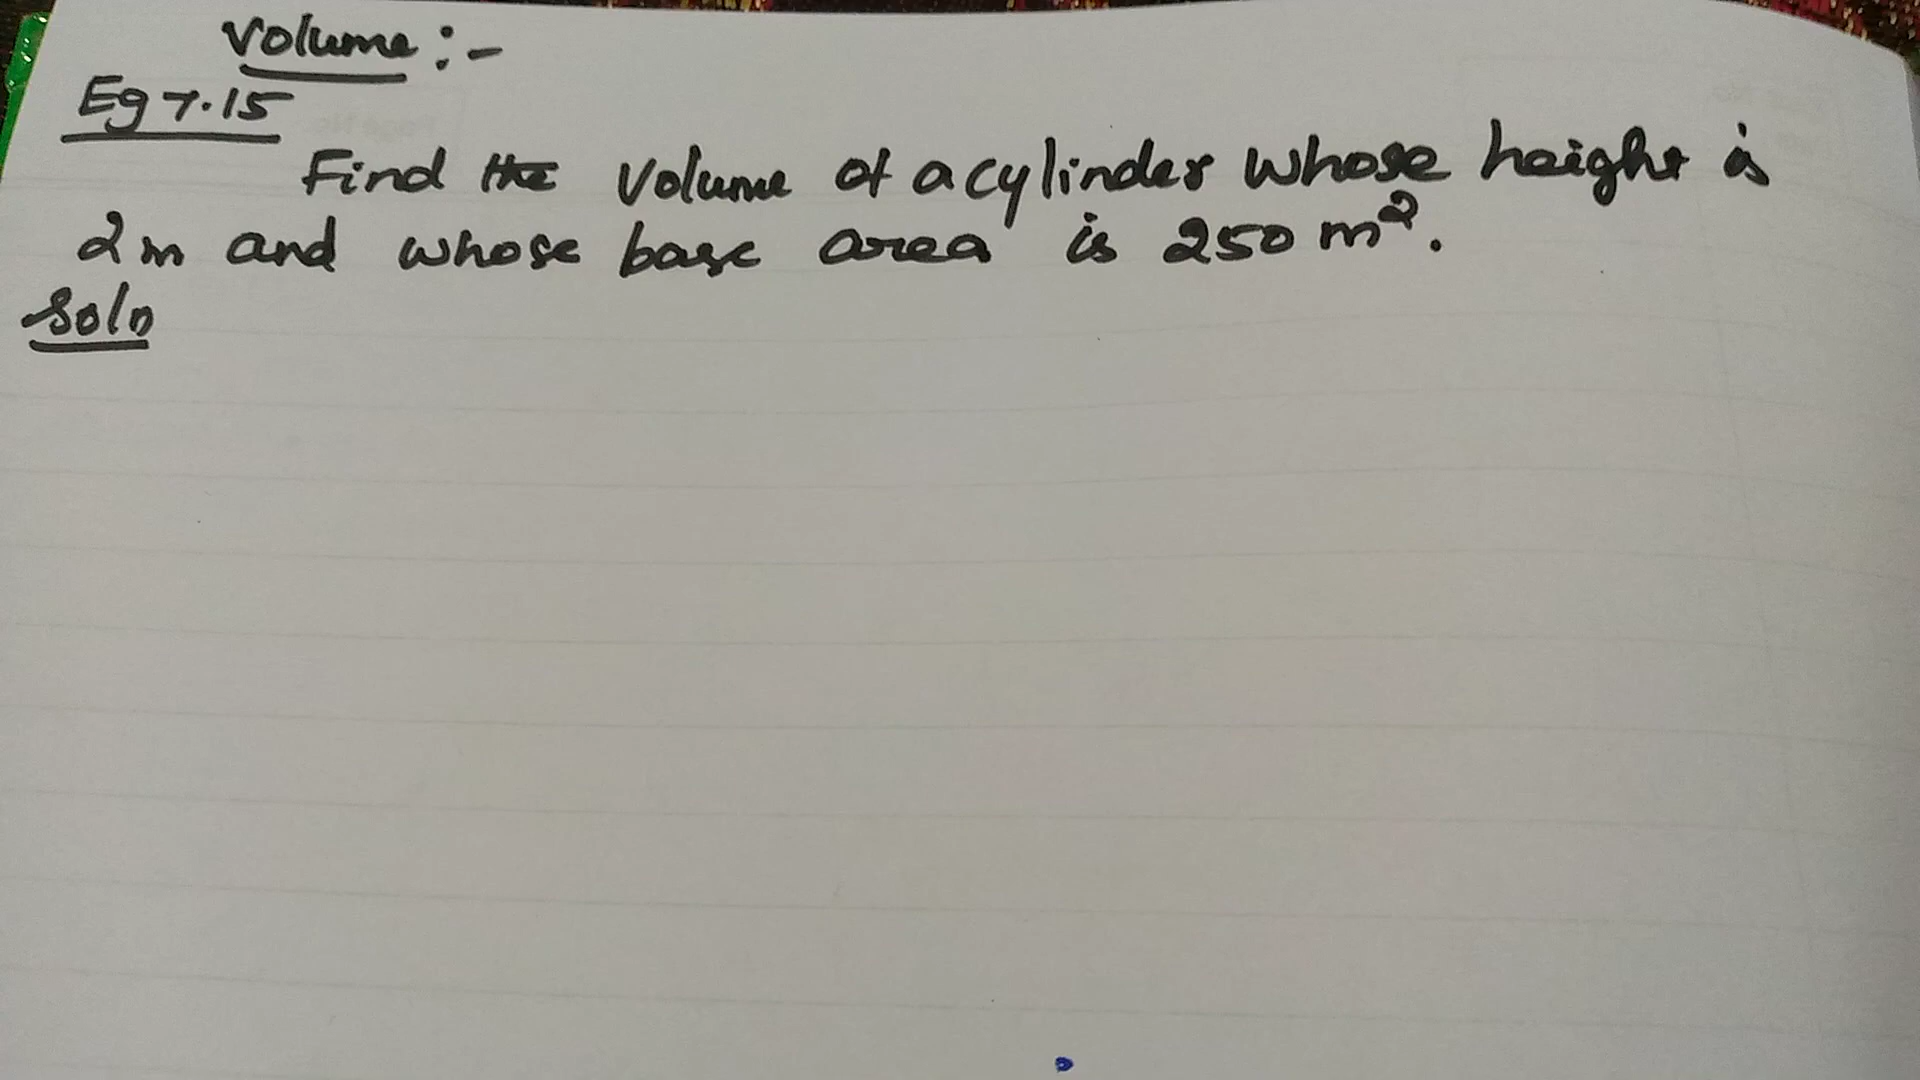 Volume :-
Eg 7.15
Find the Volume of a cylinder whose height is
2m and whose base area is 250 m².
Soln